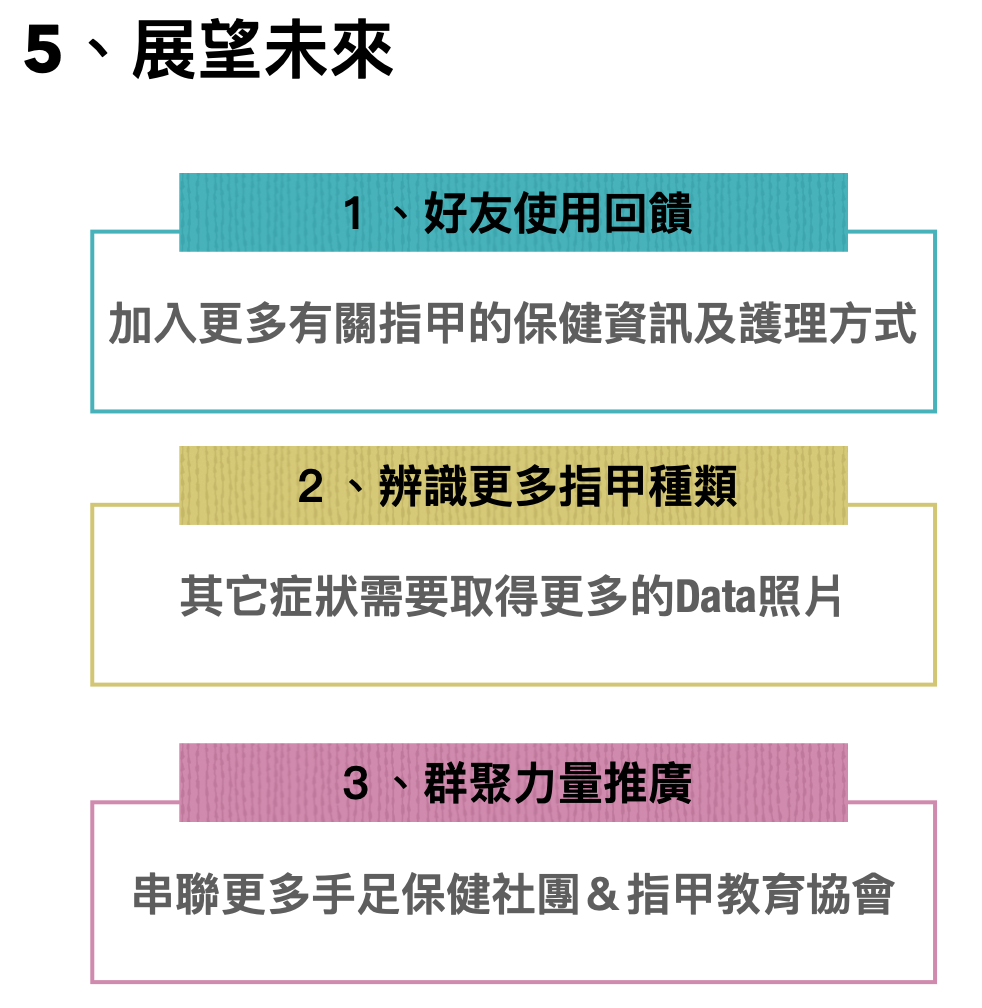 5、展望未來
1、好友使用回饋
加入更多有關指甲的保健資訊及護理方式
2、辨識更多指甲種類
其它症狀需要取得更多的Data照片
3、群聚力量推廣
串聯更多手足保健社團＆指甲教育協會